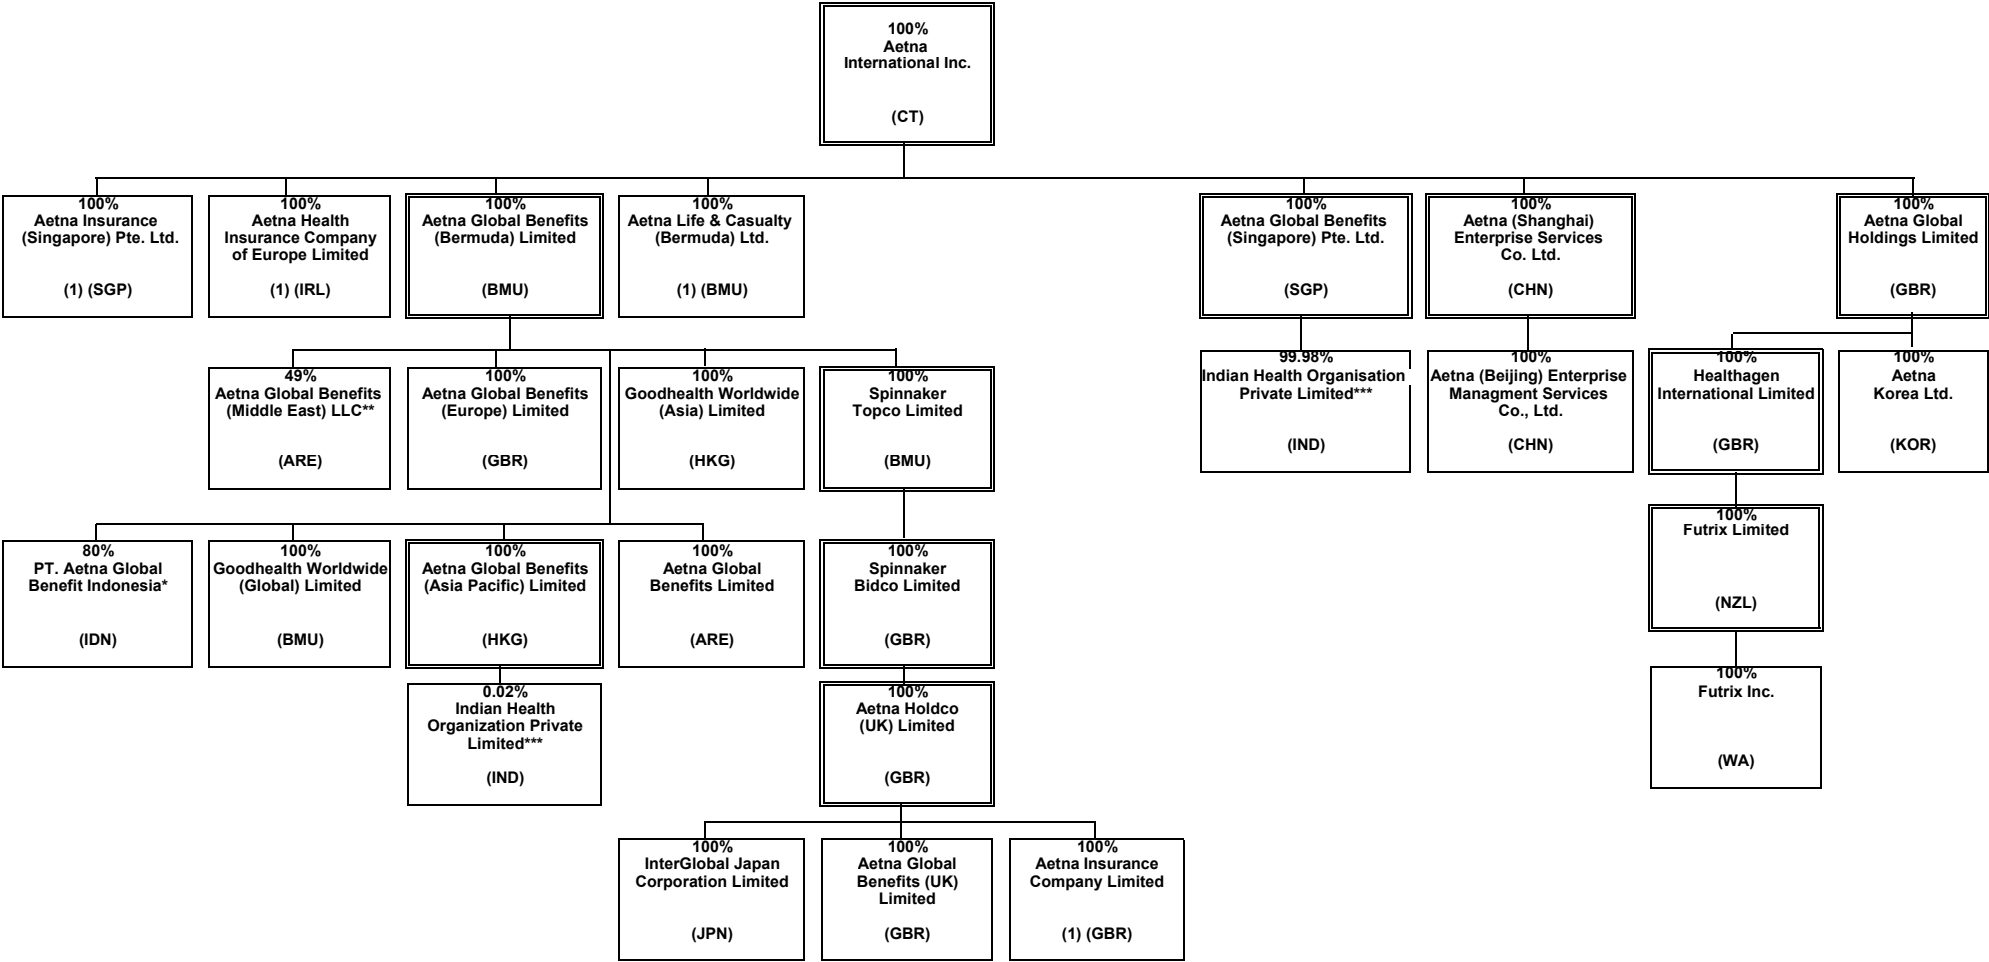 100%
Aetna
International Inc.
(CT)
100%
Aetna Insurance
(Singapore) Pte. Ltd.
(1) (SGP)
100%
Aetna Health
Insurance Company
of Europe Limited
(1) (IRL)
100%
Aetna Global Benefits
(Bermuda) Limited
(BMU)
100%
Aetna Life & Casualty
(Bermuda) Ltd.
(1) (BMU)
100%
Aetna Global Benefits
(Singapore) Pte. Ltd.
(SGP)
100%
Aetna (Shanghai)
Enterprise Services
Co. Ltd.
(CHN)
100%
Aetna Global
Holdings Limited
(GBR)
49%
Aetna Global Benefits
(Middle East) LLC**
(ARE)
100%
Aetna Global Benefits
(Europe) Limited
(GBR)
100%
Goodhealth Worldwide
(Asia) Limited
(HKG)
100%
Spinnaker
Topco Limited
(BMU)
99.98%
Indian Health Organisation
Private Limited***
(IND)
100%
Aetna (Beijing) Enterprise
Managment Services
Co., Ltd.
(CHN)
100%
Healthagen
International Limited
(GBR)
100%
Aetna
Korea Ltd.
(KOR)
100%
Futrix Limited
(NZL)
80%
PT. Aetna Global
Benefit Indonesia*
(IDN)
100%
Goodhealth Worldwide
(Global) Limited
(BMU)
100%
Aetna Global Benefits
(Asia Pacific) Limited
(HKG)
100%
Aetna Global
Benefits Limited
(ARE)
100%
Spinnaker
Bidco Limited
(GBR)
100%
Futrix Inc.
(WA)
0.02%
Indian Health
Organization Private
Limited***
(IND)
100%
Aetna Holdco
(UK) Limited
(GBR)
100%
InterGlobal Japan
Corporation Limited
(JPN)
100%
Aetna Global
Benefits (UK)
Limited
(GBR)
100%
Aetna Insurance
Company Limited
(1) (GBR)